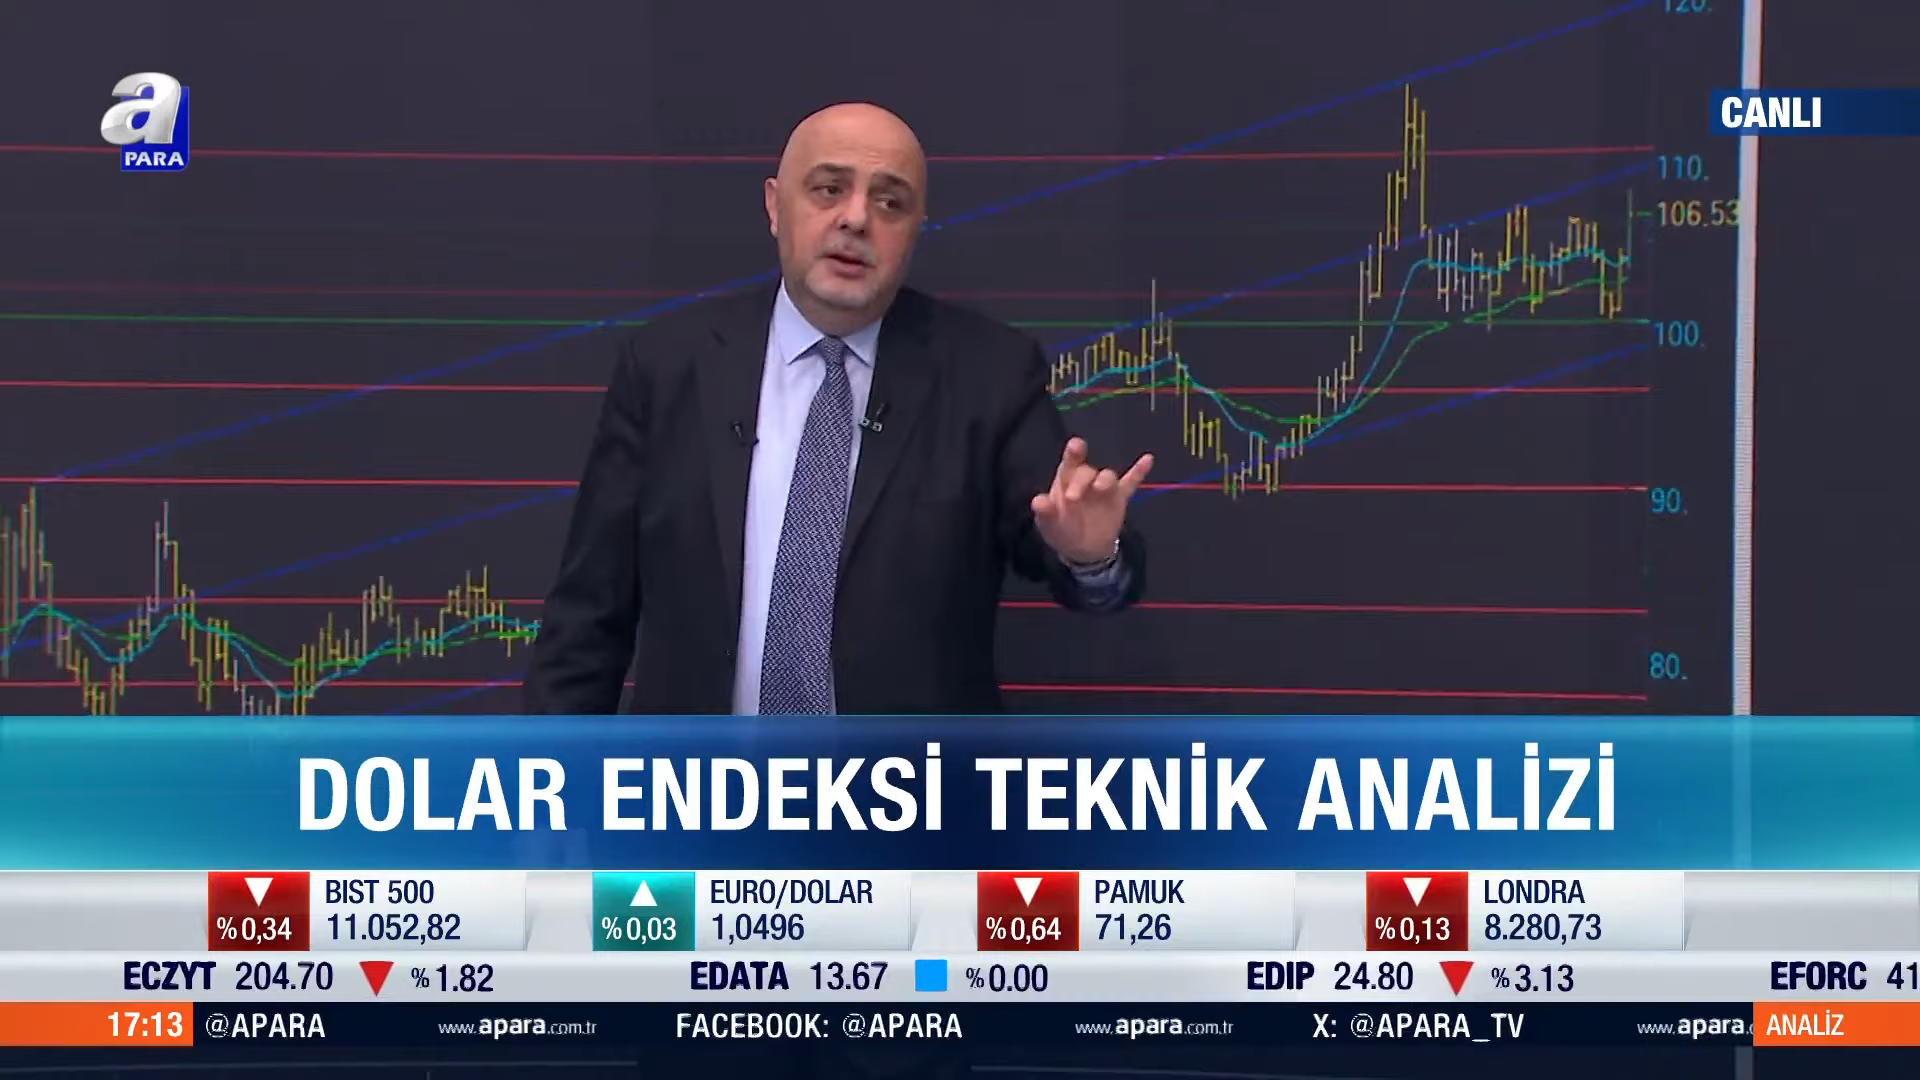 120.
a
PARA
CANLI
110.
106.53
100.
90.
80.
DOLAR ENDEKSİ TEKNİK ANALİZİ
%0,34 BIST 500 11.052,82
%0,03 EURO/DOLAR 1,0496
%0,64 PAMUK 71,26
%0,13 LONDRA 8.280,73
ECZYT 204.70 %1.82 EDATA 13.67 %0.00 EDIP 24.80 %3.13 EFORC 41
17:13 @APARA www.apara.com.tr FACEBOOK: @APARA www.apara.com.tr X: @APARA_TV www.apara.c ANALİZ